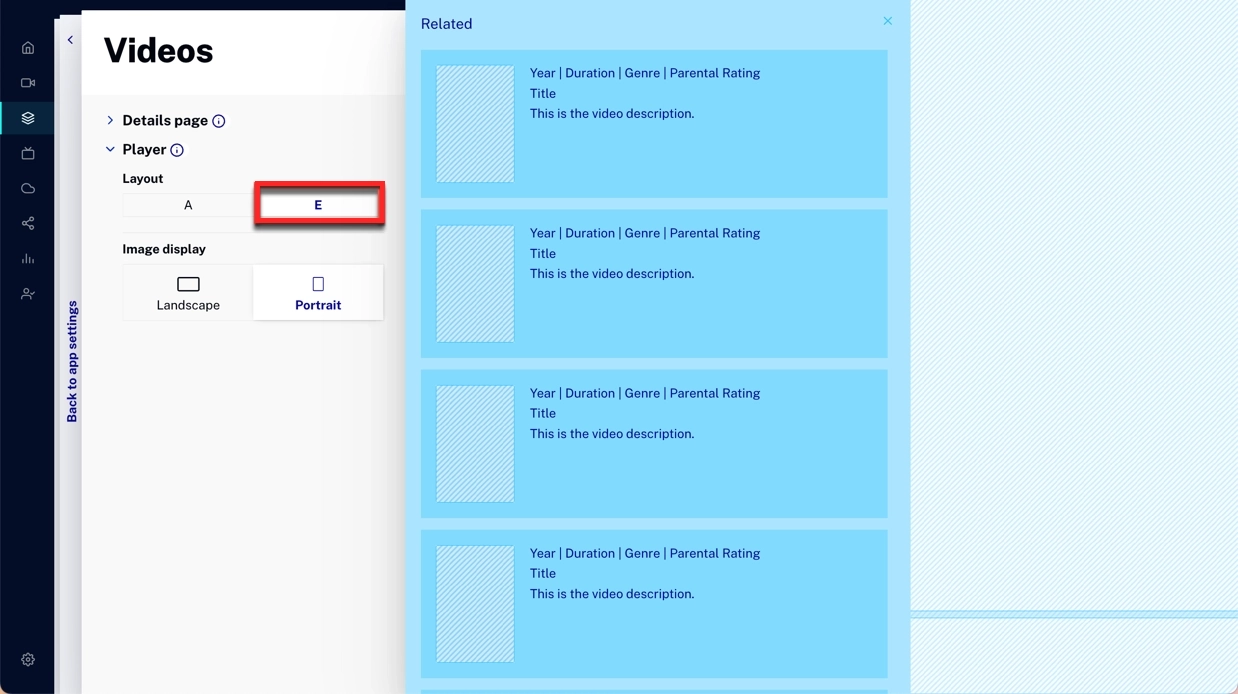 Videos
Details page
Player
Layout
A
E
Image display
Landscape
Portrait
Back to app settings
Related
Year | Duration | Genre | Parental Rating
Title
This is the video description.
Year | Duration | Genre | Parental Rating
Title
This is the video description.
Year | Duration | Genre | Parental Rating
Title
This is the video description.
Year | Duration | Genre | Parental Rating
Title
This is the video description.